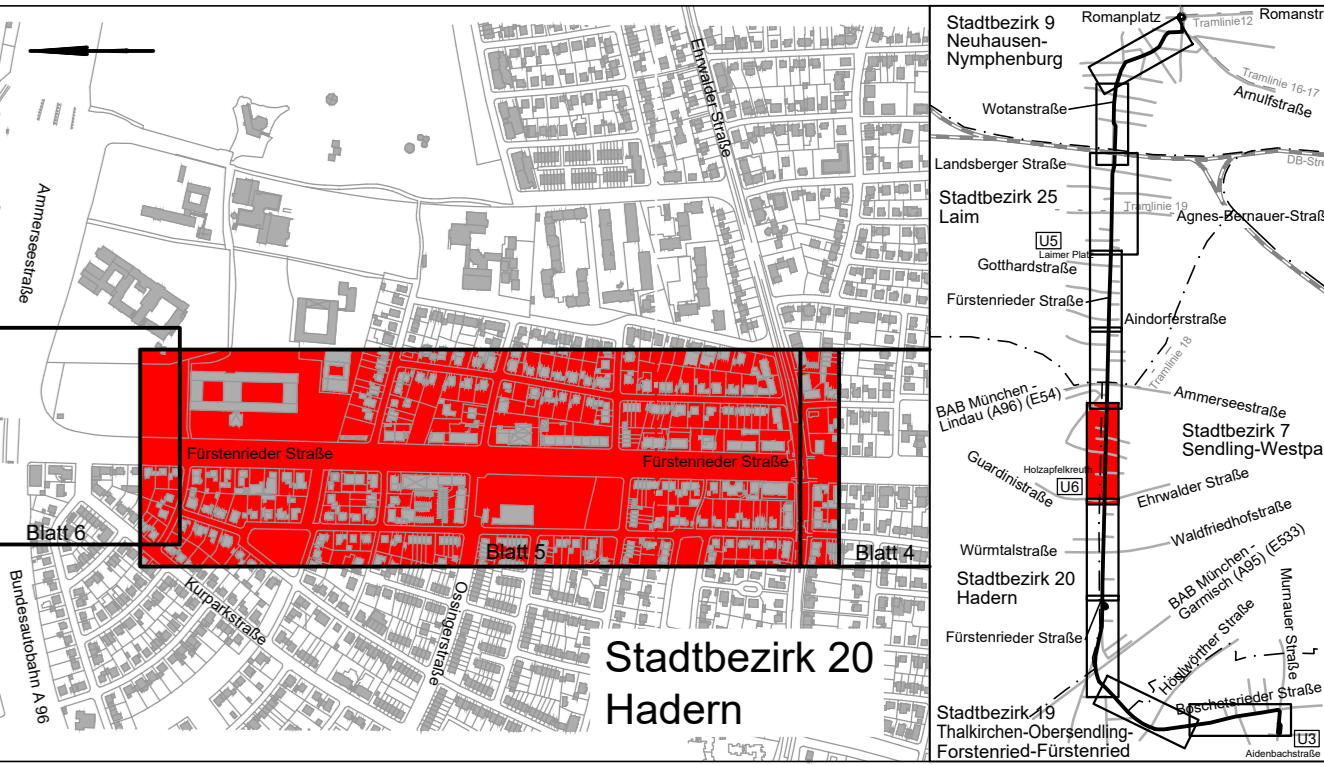 Ehrwalder Straße
Ammerseestraße
Fürstenrieder Straße
Fürstenrieder Straße
Blatt 6
Blatt 5
Blatt 4
Bundesautobahn A 96
Kurparkstraße
Ossingerstraße
Stadtbezirk 20
Hadern
Stadtbezirk 9
Neuhausen-
Nymphenburg
Romanplatz
Romanstr
Tramlinie12
Tramlinie 16-17
Arnulfstraße
Wotanstraße
Landsberger Straße
DB-Stre
Stadtbezirk 25
Laim
Tramlinie 19
Agnes-Bernauer-Straß
U5
Laimer Platz
Gotthardstraße
Fürstenrieder Straße
Aindorferstraße
Tramlinie 18
BAB München -
Lindau (A96) (E54)
Ammerseestraße
Stadtbezirk 7
Sendling-Westpa
Holzapfelkreuth
U6
Guardinistraße
Ehrwalder Straße
Waldfriedhofstraße
Würmtalstraße
BAB München -
Garmisch (A95) (E533)
Stadtbezirk 20
Hadern
Murnauer Straße
Fürstenrieder Straße
Höglwörther Straße
Boschetsrieder Straße
Stadtbezirk 19
Thalkirchen-Obersendling-
Forstenried-Fürstenried
U3
Aidenbachstraße